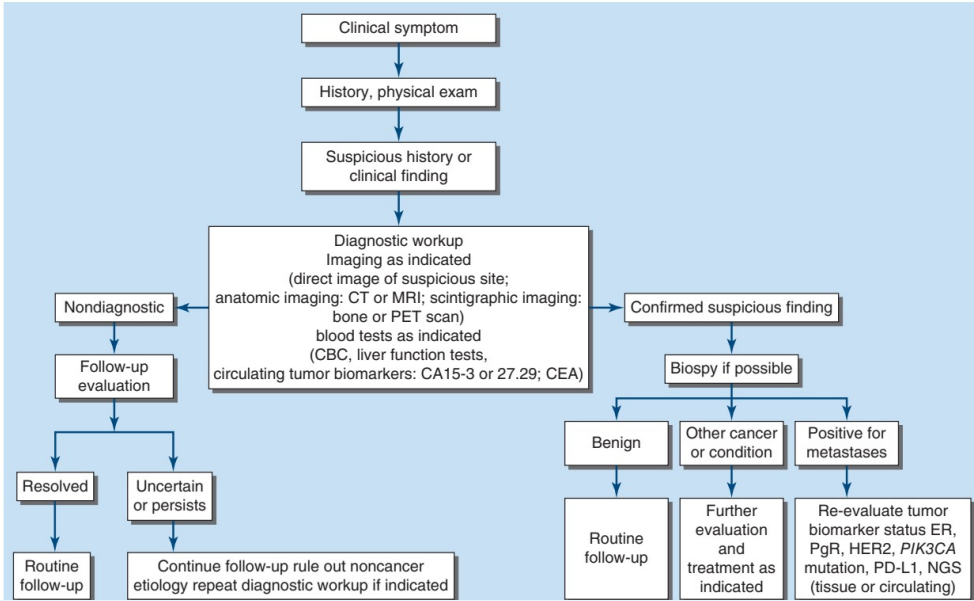 Clinical symptom
History, physical exam
Suspicious history or
clinical finding
Diagnostic workup
Imaging as indicated
(direct image of suspicious site;
anatomic imaging: CT or MRI; scintigraphic imaging:
bone or PET scan)
blood tests as indicated
(CBC, liver function tests,
circulating tumor biomarkers: CA15-3 or 27.29; CEA)
Nondiagnostic
Follow-up
evaluation
Resolved
Uncertain
or persists
Routine
follow-up
Continue follow-up rule out noncancer
etiology repeat diagnostic workup if indicated
Confirmed suspicious finding
Biospy if possible
Benign
Other cancer
or condition
Positive for
metastases
Routine
follow-up
Further
evaluation
and
treatment as
indicated
Re-evaluate tumor
biomarker status ER,
PgR, HER2, PIK3CA
mutation, PD-L1, NGS
(tissue or circulating)